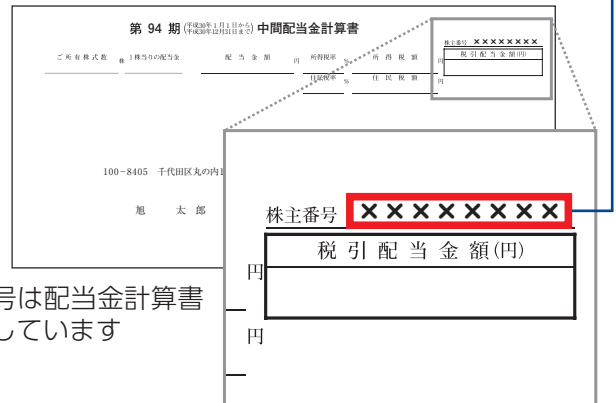 第 94 期 (平成30年1月1日から 平成30年12月31日まで) 中間配当金計算書
株主番号 ××××××××
ご所有株式数 株 1株当りの配当金 配当金額 円 所得税率 % 所得税額 円 税引配当金額(円)
住民税率 % 住民税額 円
100-8405 千代田区丸の内1
旭 太郎
株主番号 ××××××××
税引配当金額(円)
円
円
号は配当金計算書
しています